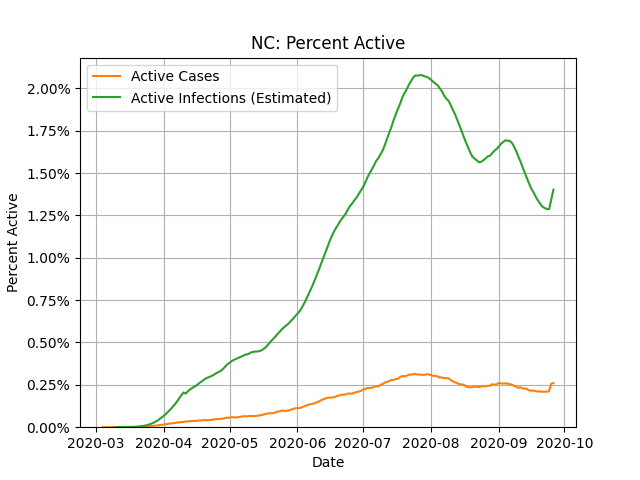 NC: Percent Active
Active Cases
Active Infections (Estimated)
2.00%
1.75%
1.50%
1.25%
1.00%
0.75%
0.50%
0.25%
0.00%
Percent Active
2020-03 2020-04 2020-05 2020-06 2020-07 2020-08 2020-09 2020-10
Date